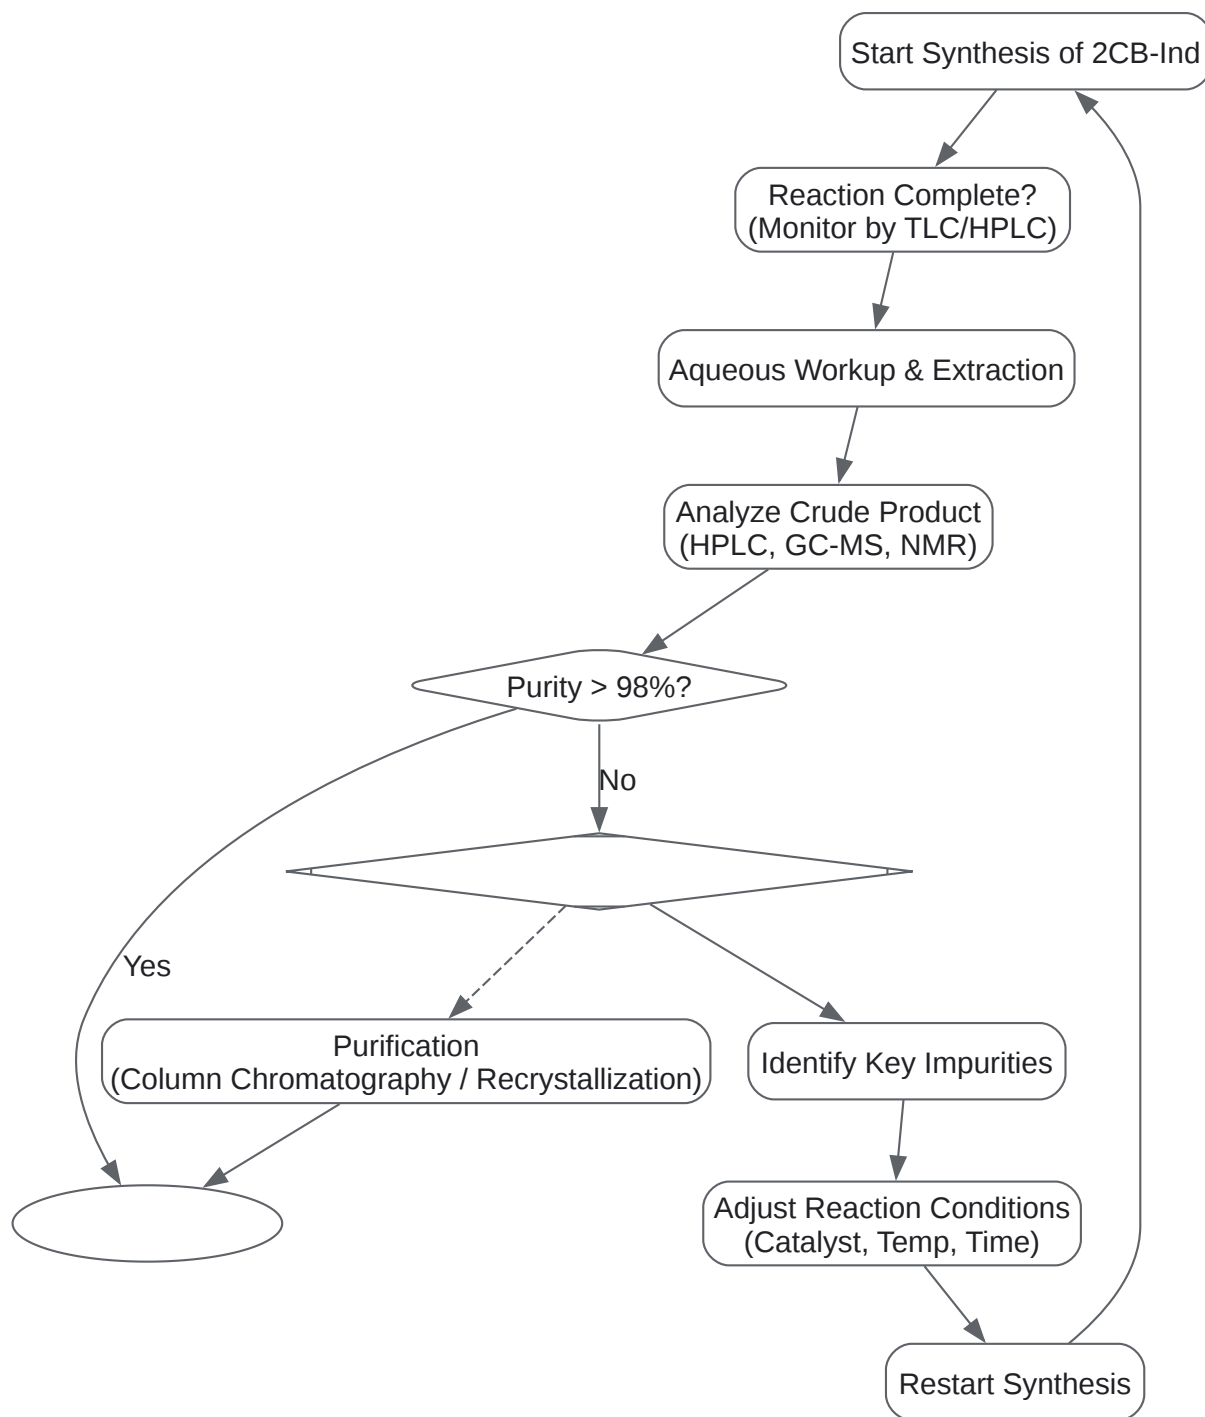 Start Synthesis of 2CB-Ind
Reaction Complete?
(Monitor by TLC/HPLC)
Aqueous Workup & Extraction
Analyze Crude Product
(HPLC, GC-MS, NMR)
Purity > 98%?
No
Yes
Purification
(Column Chromatography / Recrystallization)
Identify Key Impurities
Adjust Reaction Conditions
(Catalyst, Temp, Time)
Restart Synthesis